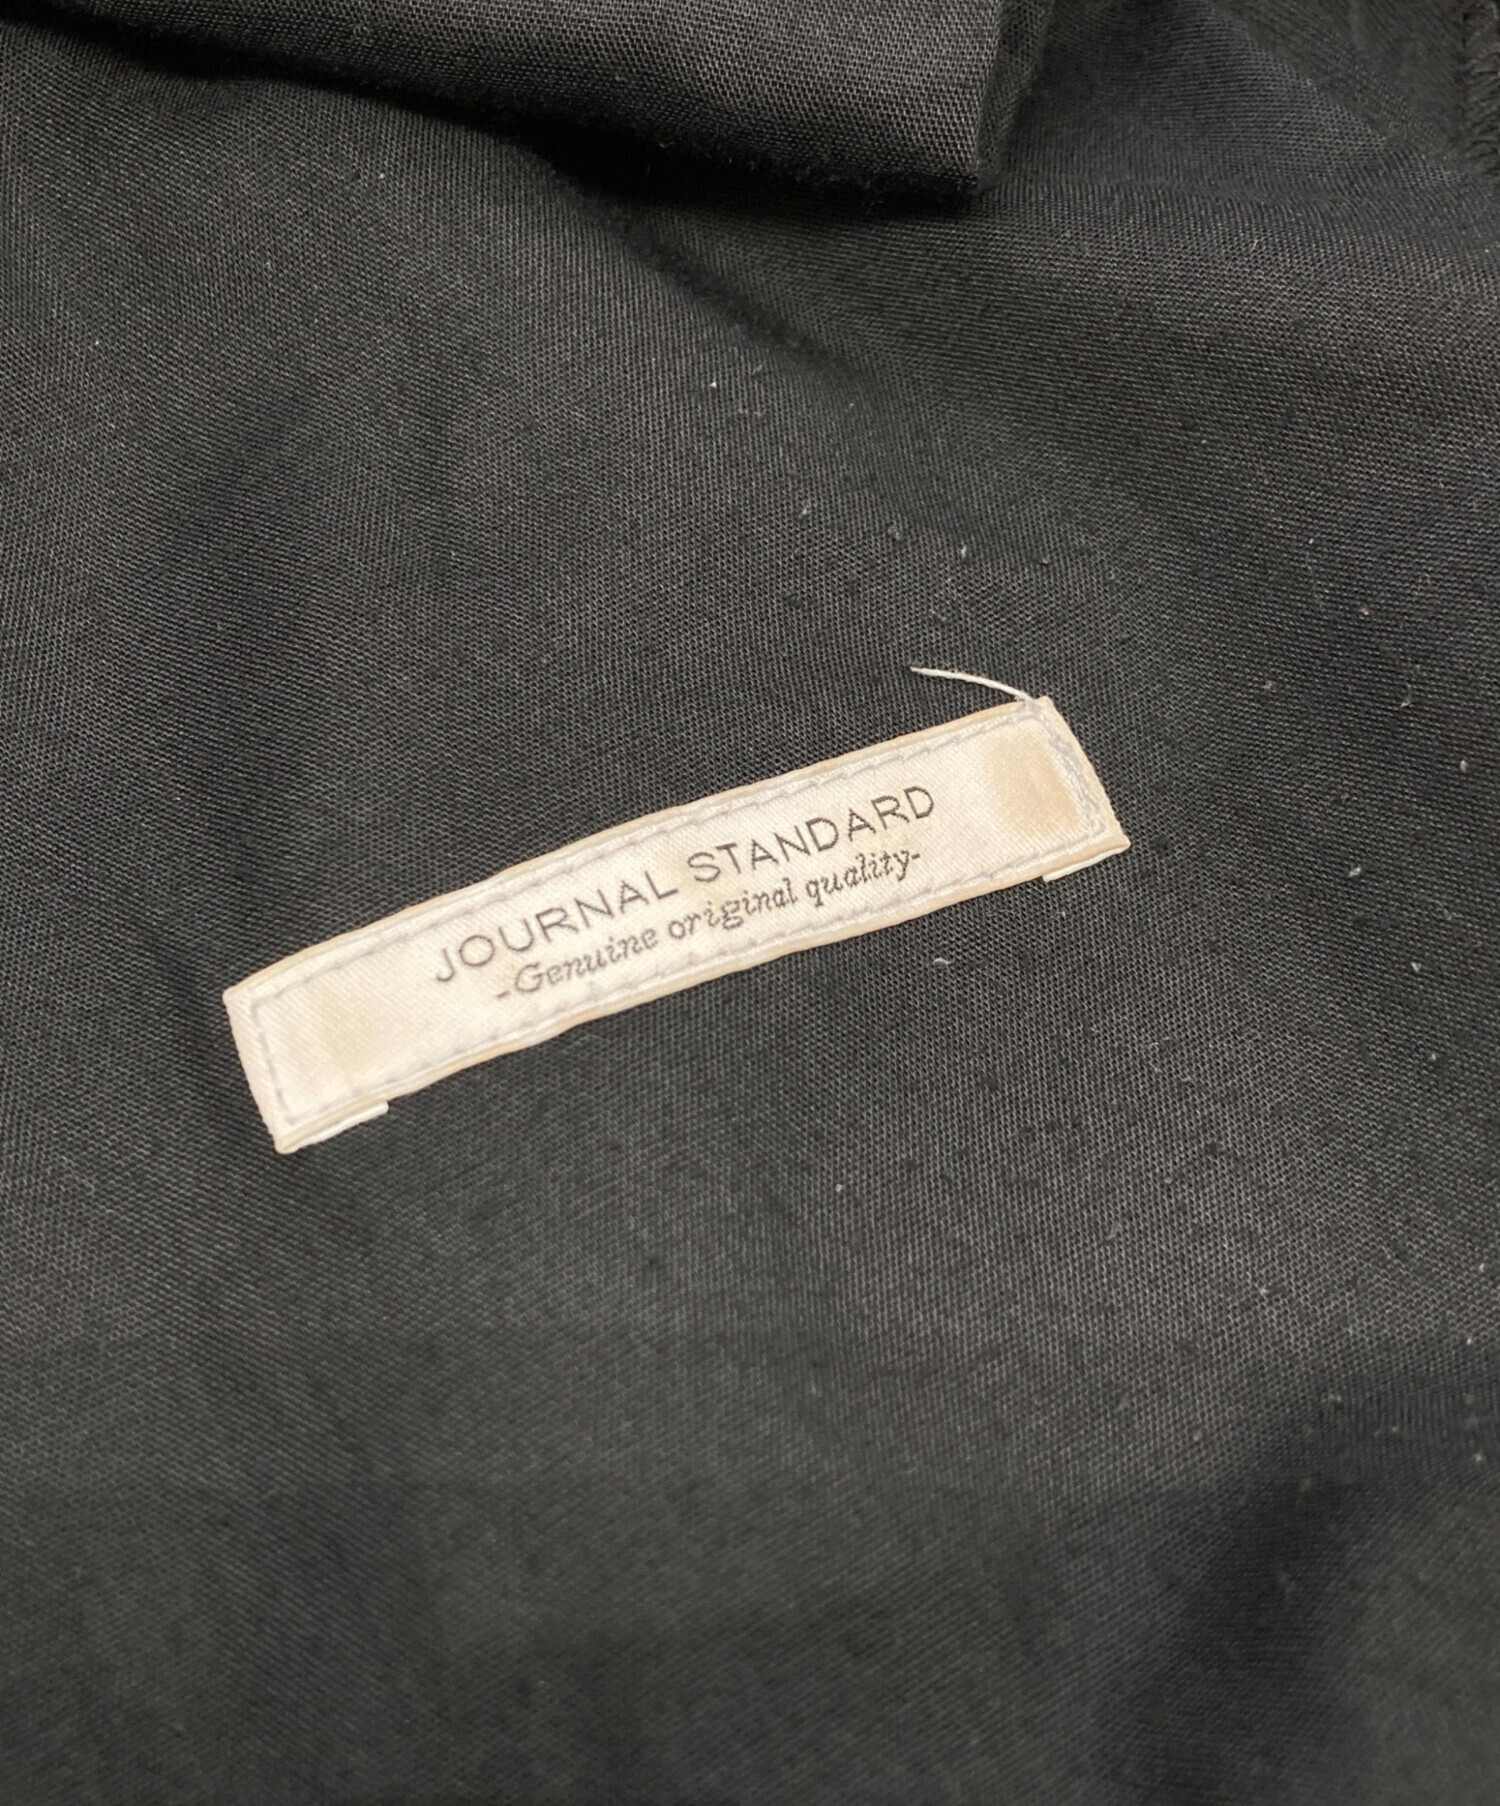 JOURNAL STANDARD
-Genuine original quality-